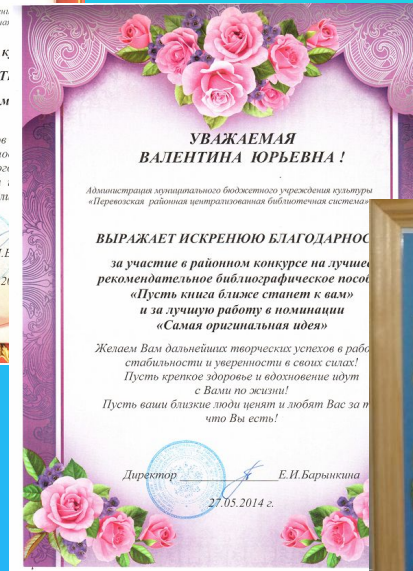 УВАЖАЕМАЯ
ВАЛЕНТИНА ЮРЬЕВНА !
Администрация муниципального бюджетного учреждения культуры
«Перевозская районная централизованная библиотечная система»
ВЫРАЖАЕТ ИСКРЕНЮЮ БЛАГОДАРНОС
за участие в районном конкурсе на лучшее
рекомендательное библиографическое пособ
«Пусть книга ближе станет к вам»
и за лучшую работу в номинации
«Самая оригинальная идея»
Желаем Вам дальнейших творческих успехов в рабо
стабильности и уверенности в своих силах!
Пусть крепкое здоровье и вдохновение идут
с Вами по жизни!
Пусть ваши близкие люди ценят и любят Вас за т
что Вы есть!
Директор Е.И.Барынкина
27.05.2014 г.